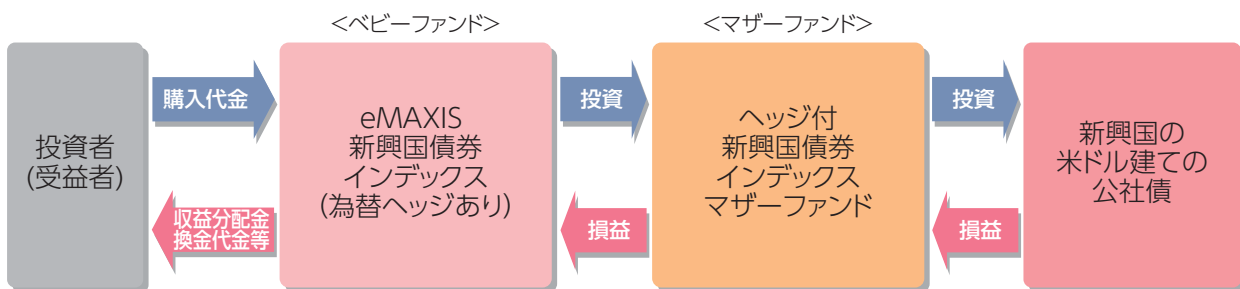 <ベビーファンド>
<マザーファンド>
投資者
(受益者)
購入代金
収益分配金
換金代金等
eMAXIS
新興国債券
インデックス
(為替ヘッジあり)
投資
損益
ヘッジ付
新興国債券
インデックス
マザーファンド
投資
損益
新興国の
米ドル建ての
公社債